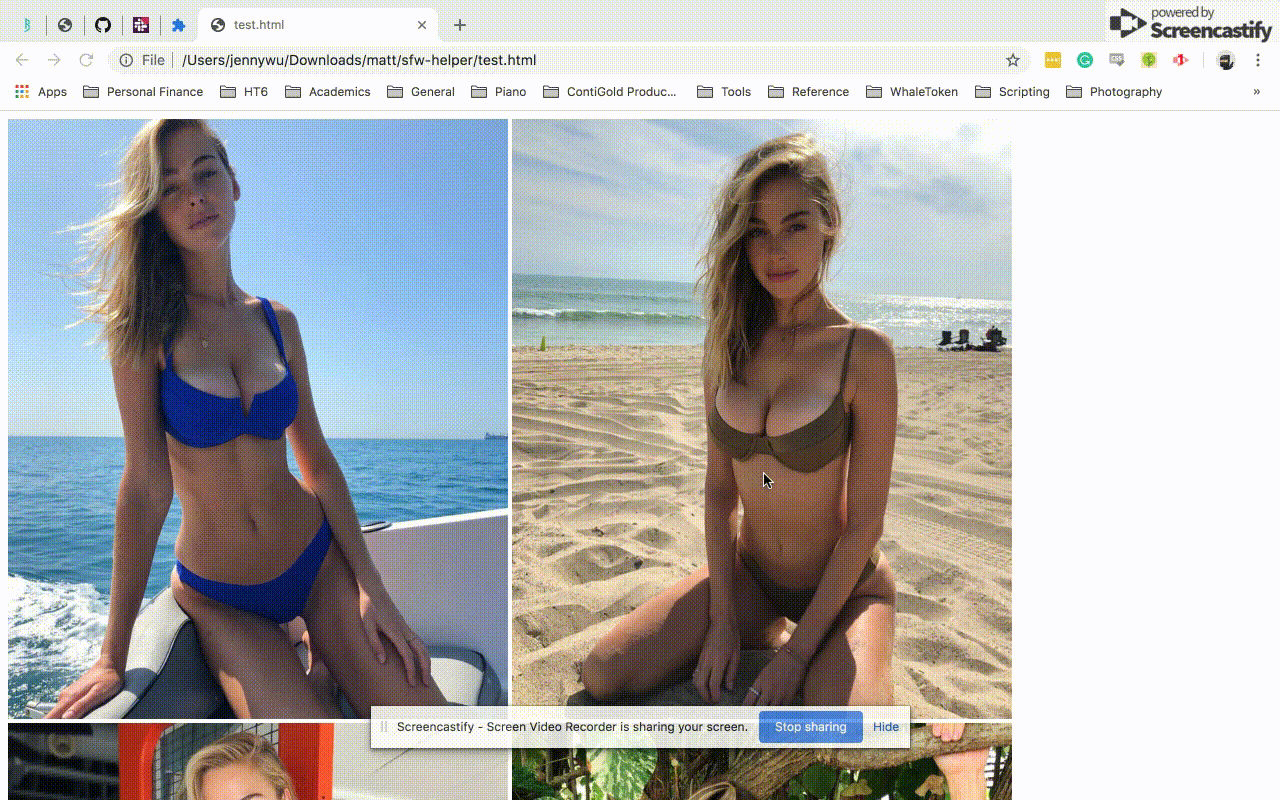 test.html
powered by
Screencastify
File
/Users/jennywu/Downloads/matt/sfw-helper/test.html
Apps
Personal Finance
HT6
Academics
General
Piano
ContiGold Produc...
Tools
Reference
WhaleToken
Scripting
Photography
»
Screencastify - Screen Video Recorder is sharing your screen.
Stop sharing
Hide